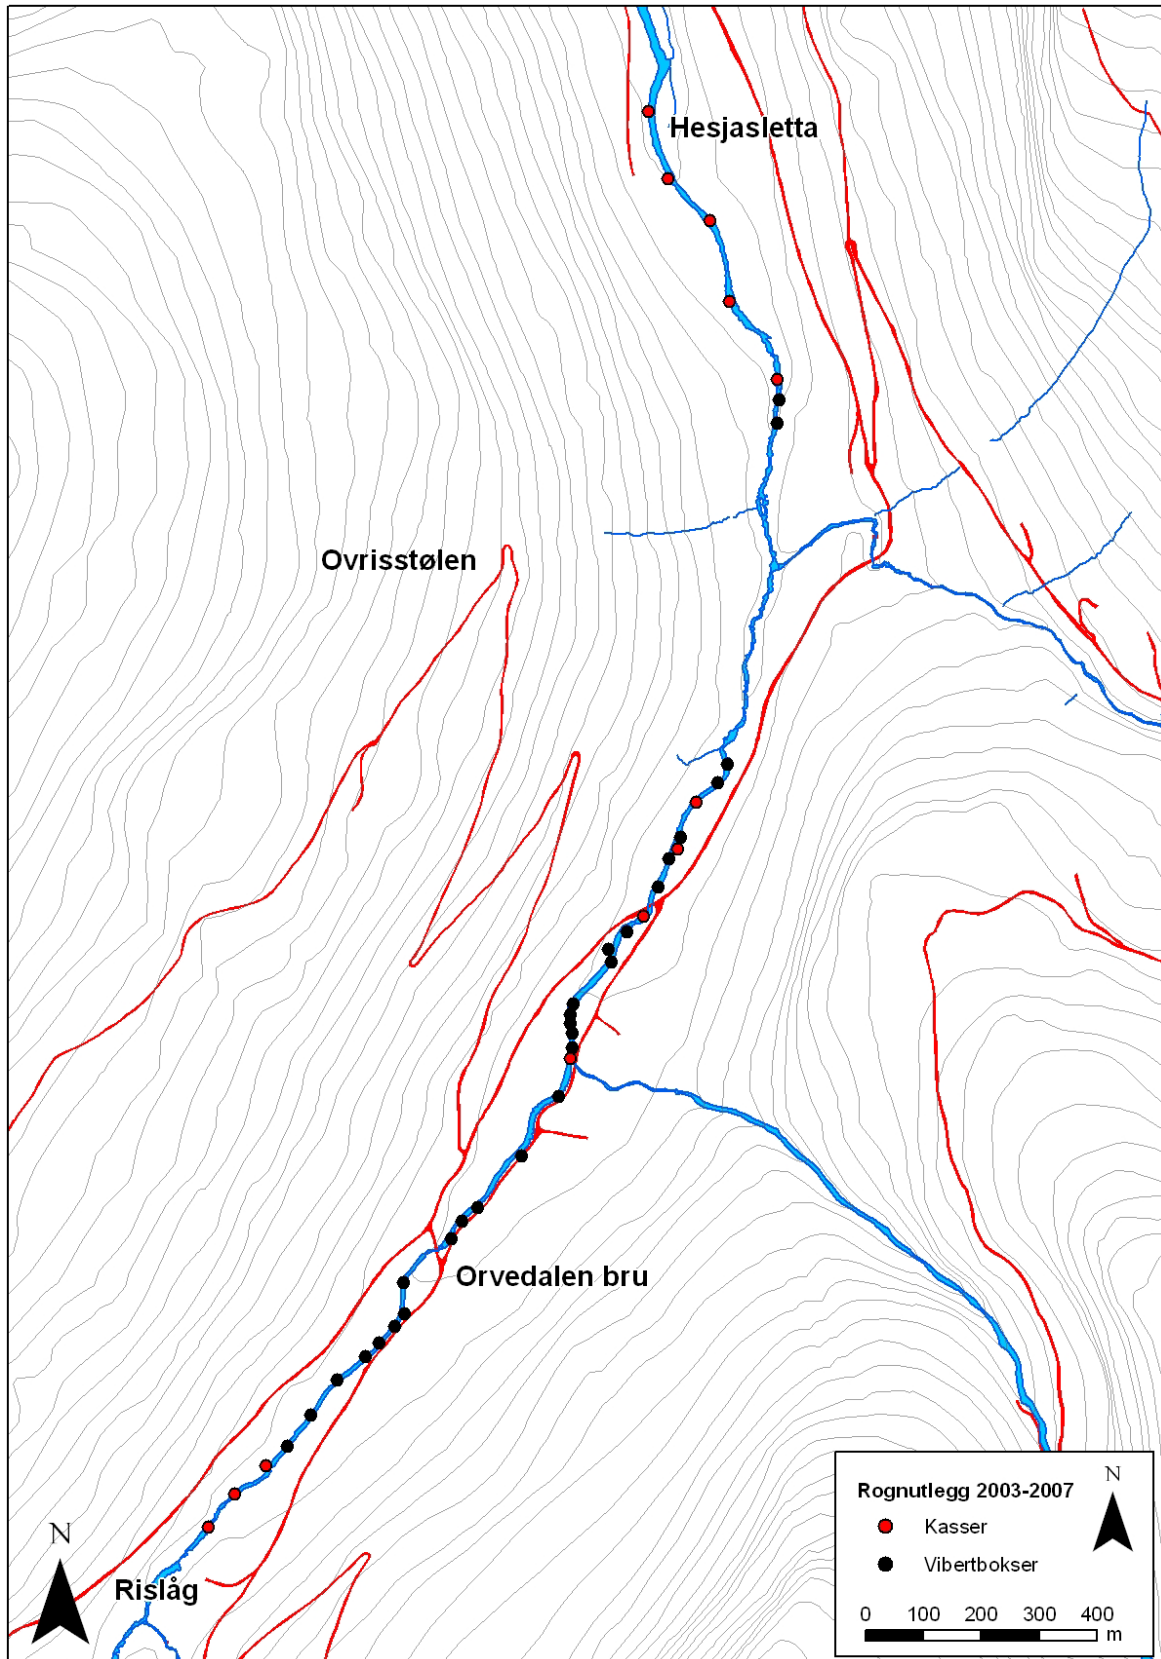 Hesjasletta
Ovrisstølen
Orvedalen bru
Rislåg
N
N
Rognutlegg 2003-2007
Kasser
Vibertbokser
0 100 200 300 400
m